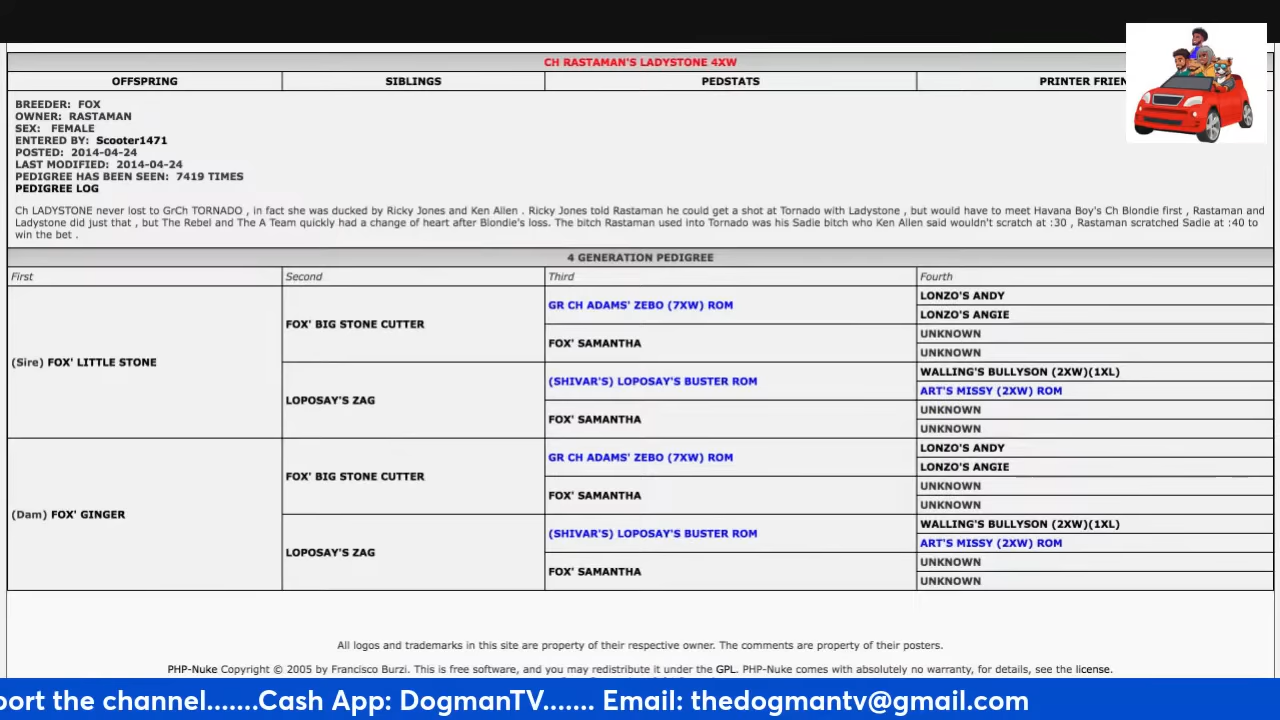 CH RASTAMAN'S LADYSTONE 4XW
OFFSPRING SIBLINGS PEDSTATS PRINTER FRIEN
BREEDER: FOX
OWNER: RASTAMAN
SEX: FEMALE
ENTERED BY: Scooter1471
POSTED: 2014-04-24
LAST MODIFIED: 2014-04-24
PEDIGREE HAS BEEN SEEN: 7419 TIMES
PEDIGREE LOG
Ch LADYSTONE never lost to GrCh TORNADO , in fact she was ducked by Ricky Jones and Ken Allen . Ricky Jones told Rastaman he could get a shot at Tornado with Ladystone , but would have to meet Havana Boy's Ch Blondie first , Rastaman and
Ladystone did just that , but The Rebel and The A Team quickly had a change of heart after Blondie's loss. The bitch Rastaman used into Tornado was his Sadie bitch who Ken Allen said wouldn't scratch at :30 , Rastaman scratched Sadie at :40 to
win the bet .
4 GENERATION PEDIGREE
First Second Third Fourth
(Sire) FOX' LITTLE STONE
FOX' BIG STONE CUTTER
GR CH ADAMS' ZEBO (7XW) ROM
LONZO'S ANDY
LONZO'S ANGIE
FOX' SAMANTHA
UNKNOWN
UNKNOWN
LOPOSAY'S ZAG
(SHIVAR'S) LOPOSAY'S BUSTER ROM
WALLING'S BULLYSON (2XW)(1XL)
ART'S MISSY (2XW) ROM
FOX' SAMANTHA
UNKNOWN
UNKNOWN
(Dam) FOX' GINGER
FOX' BIG STONE CUTTER
GR CH ADAMS' ZEBO (7XW) ROM
LONZO'S ANDY
LONZO'S ANGIE
FOX' SAMANTHA
UNKNOWN
UNKNOWN
LOPOSAY'S ZAG
(SHIVAR'S) LOPOSAY'S BUSTER ROM
WALLING'S BULLYSON (2XW)(1XL)
ART'S MISSY (2XW) ROM
FOX' SAMANTHA
UNKNOWN
UNKNOWN
All logos and trademarks in this site are property of their respective owner. The comments are property of their posters.
PHP-Nuke Copyright © 2005 by Francisco Burzi. This is free software, and you may redistribute it under the GPL. PHP-Nuke comes with absolutely no warranty, for details, see the license.
port the channel.......Cash App: DogmanTV....... Email: thedogmantv@gmail.com